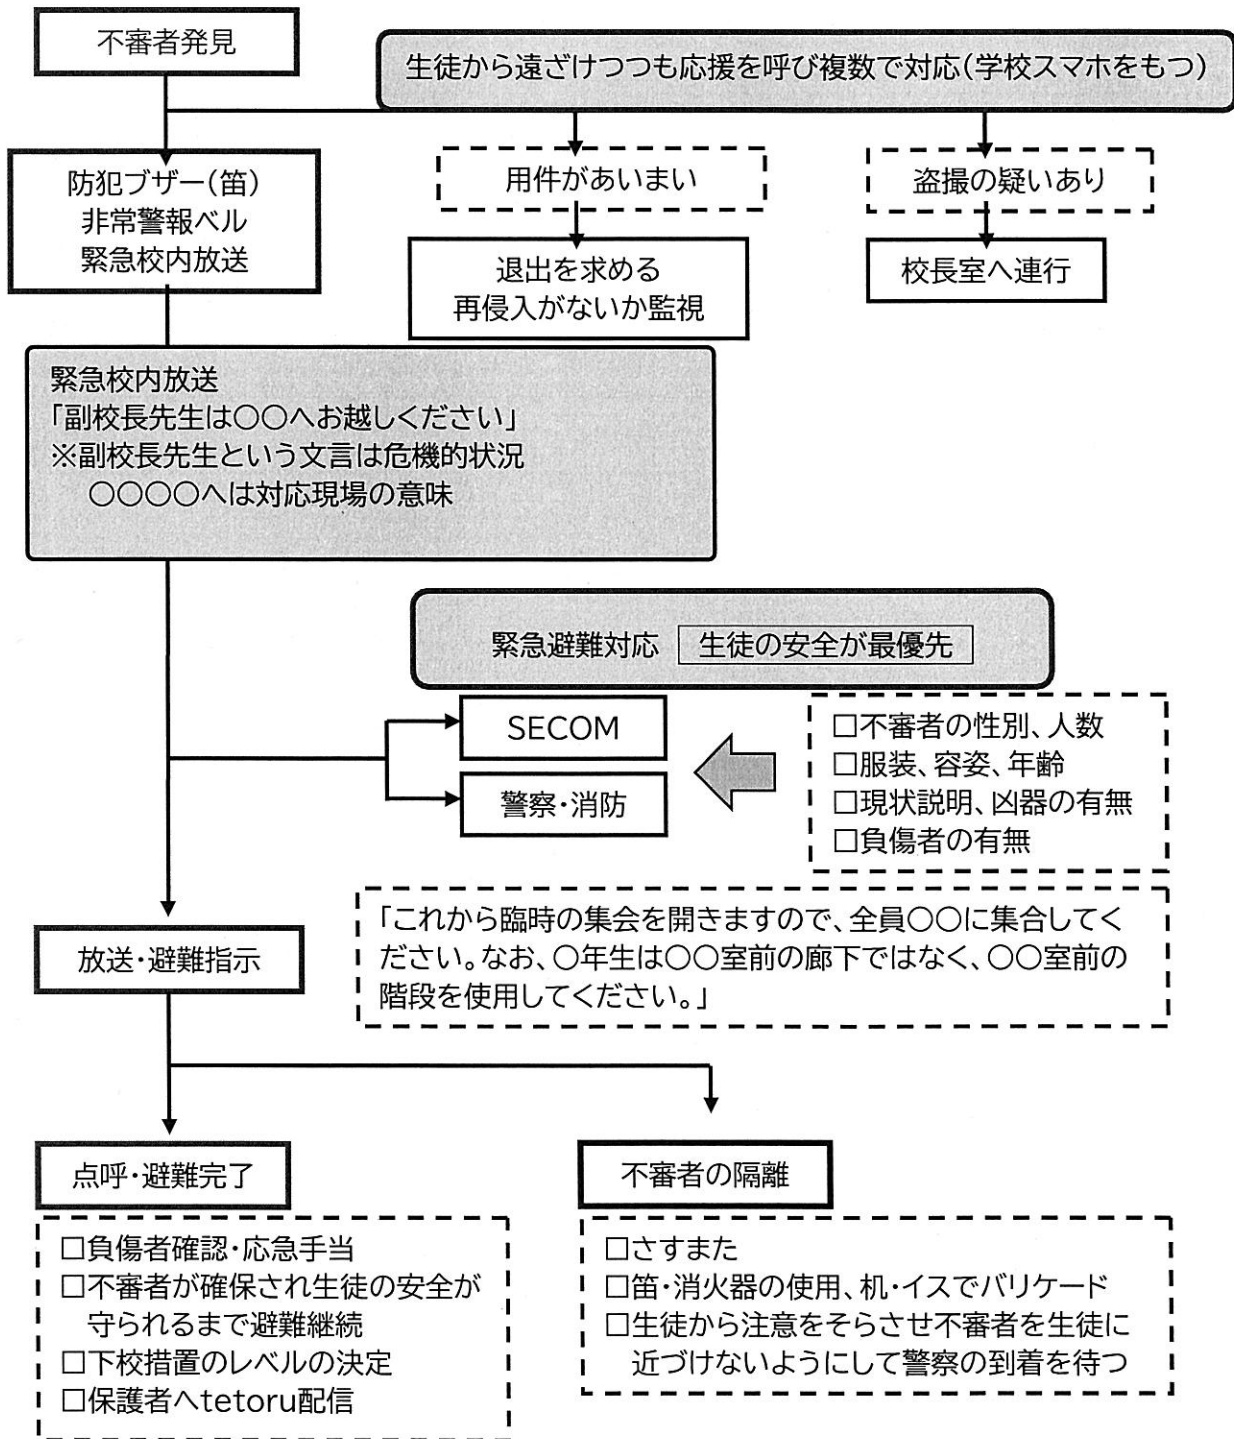 不審者発見
生徒から遠ざけつつも応援を呼び複数で対応(学校スマホをもつ)
防犯ブザー(笛)
非常警報ベル
緊急校内放送
用件があいまい
盗撮の疑いあり
退出を求める
再侵入がないか監視
校長室へ連行
緊急校内放送
「副校長先生は〇〇へお越しください」
※副校長先生という文言は危機的状況
〇〇〇〇へは対応現場の意味
緊急避難対応 生徒の安全が最優先
SECOM
警察・消防
□不審者の性別、人数
□服装、容姿、年齢
□現状説明、凶器の有無
□負傷者の有無
放送・避難指示
「これから臨時の集会を開きますので、全員〇〇に集合してく
ださい。なお、〇年生は〇〇室前の廊下ではなく、〇〇室前の
階段を使用してください。」
点呼・避難完了
□負傷者確認・応急手当
□不審者が確保され生徒の安全が
守られるまで避難継続
□下校措置のレベルの決定
□保護者へtetoru配信
不審者の隔離
□さすまた
□笛・消火器の使用、机・イスでバリケード
□生徒から注意をそらさせ不審者を生徒に
近づけないようにして警察の到着を待つ